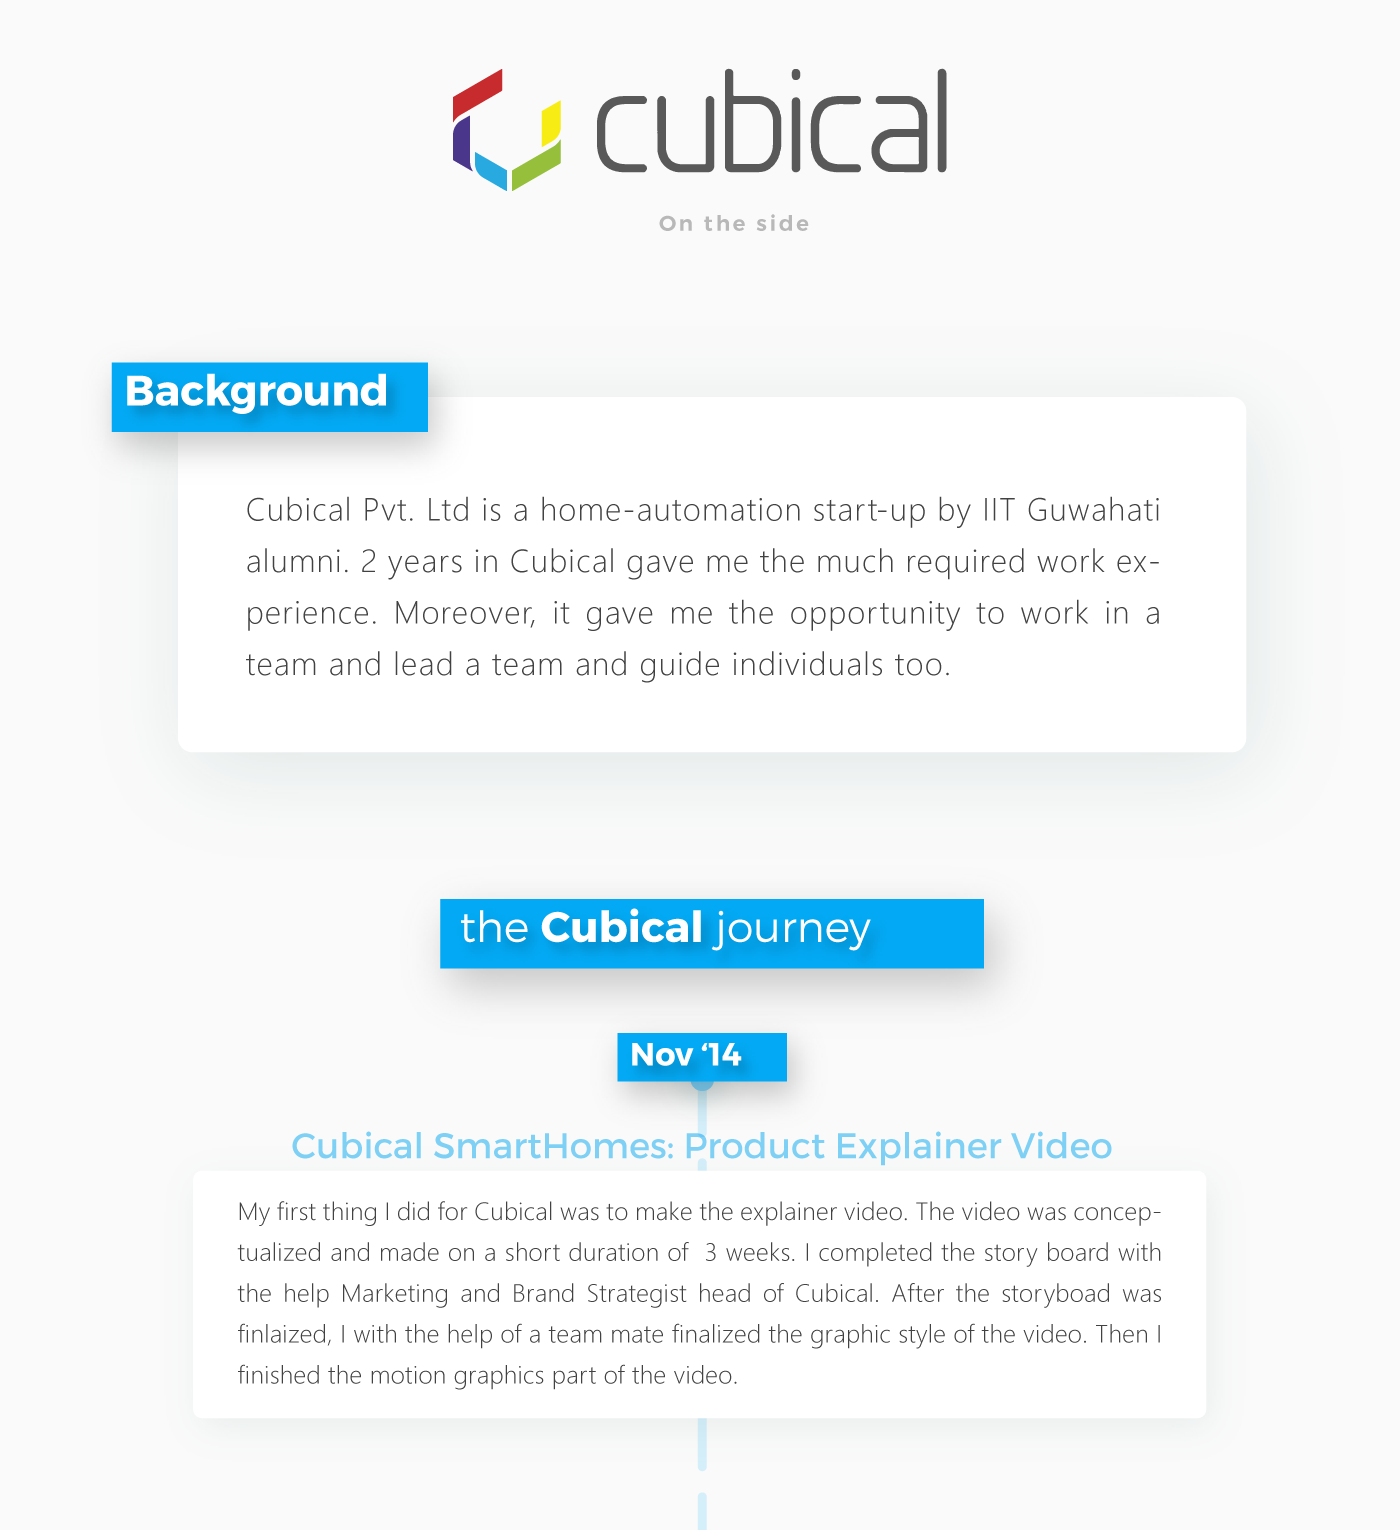 cubical
On the side
Background
Cubical Pvt. Ltd is a home-automation start-up by IIT Guwahati
alumni. 2 years in Cubical gave me the much required work ex-
perience. Moreover, it gave me the opportunity to work in a
team and lead a team and guide individuals too.
the Cubical journey
Nov ‘14
Cubical SmartHomes: Product Explainer Video
My first thing I did for Cubical was to make the explainer video. The video was concep-
tualized and made on a short duration of  3 weeks. I completed the story board with
the help Marketing and Brand Strategist head of Cubical. After the storyboad was
finlaized, I with the help of a team mate finalized the graphic style of the video. Then I
finished the motion graphics part of the video.